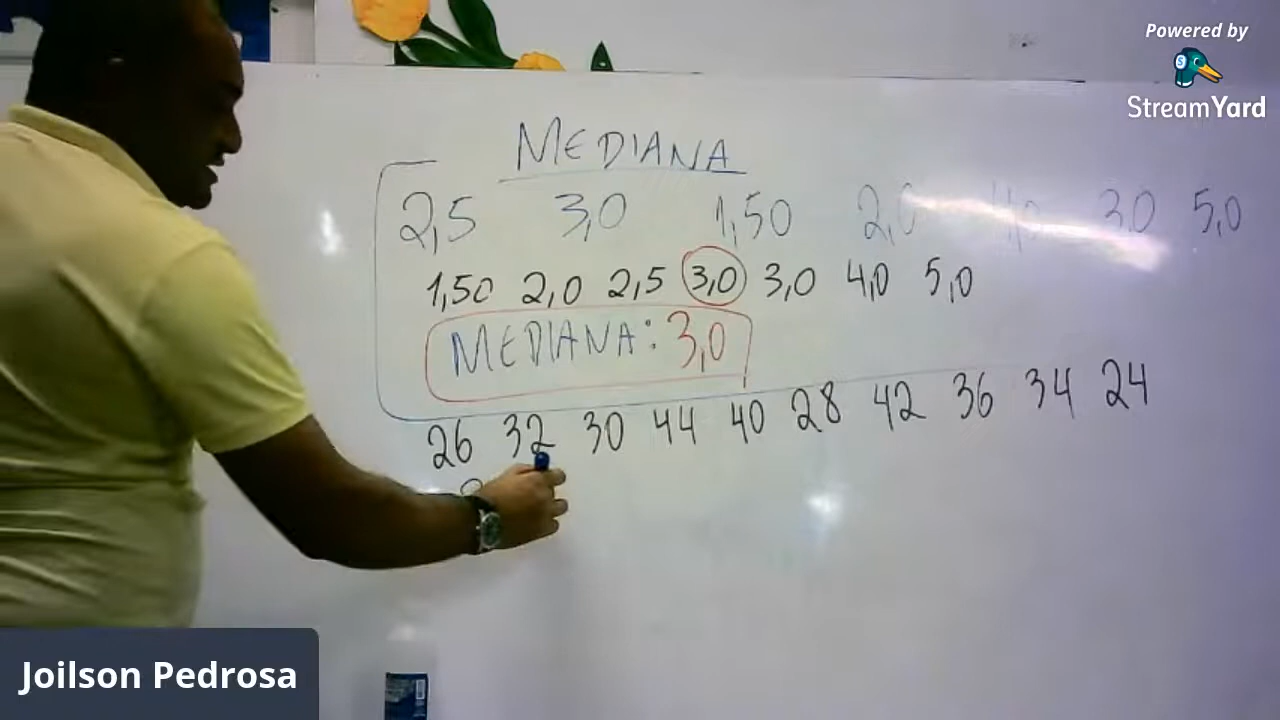 Powered by
StreamYard
MEDIANA
2,5 3,0 1,50 2,0 4,0 3,0 5,0
1,50 2,0 2,5 3,0 3,0 4,0 5,0
MEDIANA: 3,0
26 32 30 44 40 28 42 36 34 24
Joilson Pedrosa